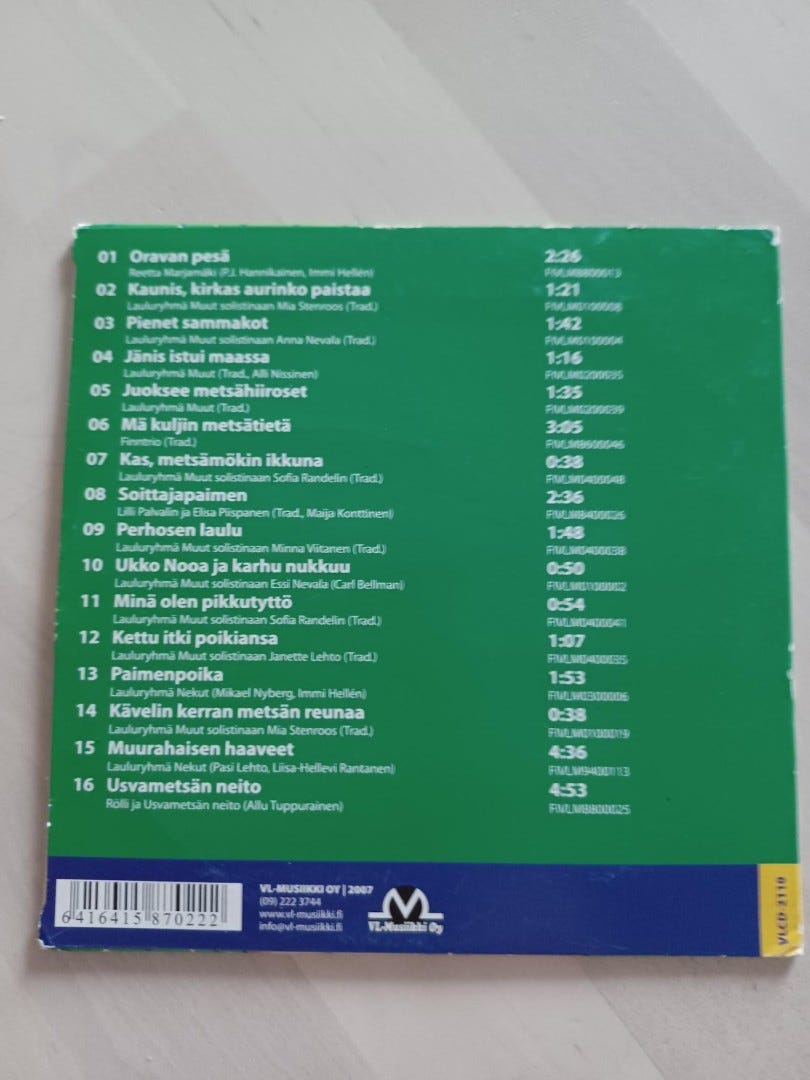 01 Oravan pesä 2:26
Reetta Marjamäki (P.J. Hannikainen, Immi Hellén)
02 Kaunis, kirkas aurinko paistaa 1:21
Lauluryhmä Muut solistinaan Mia Stenroos (Trad.)
03 Pienet sammakot 1:42
Lauluryhmä Muut solistinaan Anna Nevala (Trad.)
04 Jänis istui maassa 1:16
Lauluryhmä Muut (Trad., Alli Nissinen)
05 Juoksee metsähiiroset 1:35
Lauluryhmä Muut (Trad.)
06 Mä kuljin metsätietä 3:05
Finntrio (Trad.)
07 Kas, metsämökin ikkuna 0:38
Lauluryhmä Muut solistinaan Sofia Randelin (Trad.)
08 Soittajapaimen 2:36
Lilli Palvalin ja Elisa Piispanen (Trad., Maija Konttinen)
09 Perhosen laulu 1:48
Lauluryhmä Muut solistinaan Minna Viitanen (Trad.)
10 Ukko Nooa ja karhu nukkuu 0:50
Lauluryhmä Muut solistinaan Essi Nevala (Carl Bellman)
11 Minä olen pikkutyttö 0:54
Lauluryhmä Muut solistinaan Sofia Randelin (Trad.)
12 Kettu itki poikiansa 1:07
Lauluryhmä Muut solistinaan Janette Lehto (Trad.)
13 Paimenpoika 1:53
Lauluryhmä Nekut (Mikael Nyberg, Immi Hellén)
14 Kävelin kerran metsän reunaa 0:38
Lauluryhmä Muut solistinaan Mia Stenroos (Trad.)
15 Muurahaisen haaveet 4:36
Lauluryhmä Nekut (Pasi Lehto, Liisa-Hellevi Rantanen)
16 Usvametsän neito 4:53
Rölli ja Usvametsän neito (Allu Tuppurainen)
6 416415 870222
VL-MUSIIKKI OY | 2007
(09) 222 3744
www.vl-musiikki.fi
info@vl-musiikki.fi
VL-Musiikki Oy
VLCD-2110